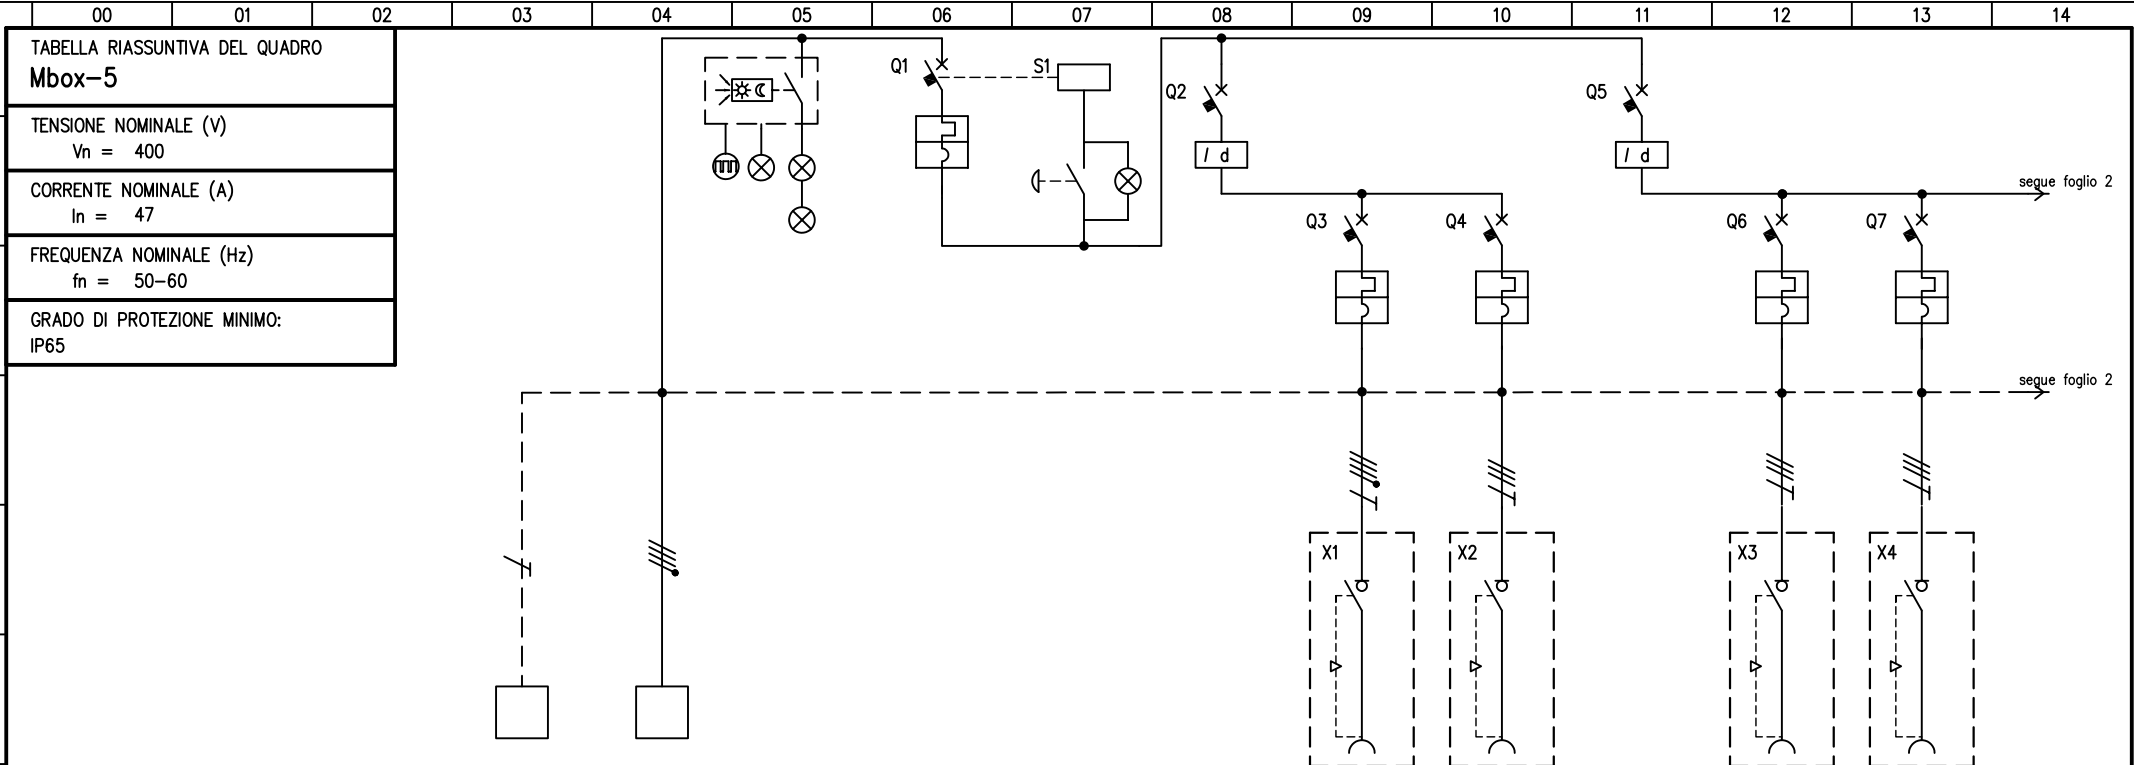 00 01 02 03 04 05 06 07 08 09 10 11 12 13 14
TABELLA RIASSUNTIVA DEL QUADRO
Mbox-5
TENSIONE NOMINALE (V)
Vn = 400
CORRENTE NOMINALE (A)
In = 47
FREQUENZA NOMINALE (Hz)
fn = 50-60
GRADO DI PROTEZIONE MINIMO:
IP65
Q1
S1
Q2
Q5
I d
I d
segue foglio 2
Q3
Q4
Q6
Q7
segue foglio 2
X1
X2
X3
X4